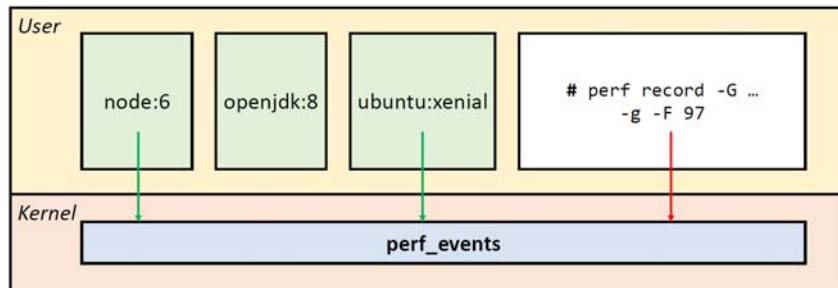 User
node:6
openjdk:8
ubuntu:xenial
# perf record -G …
-g -F 97
Kernel
perf_events